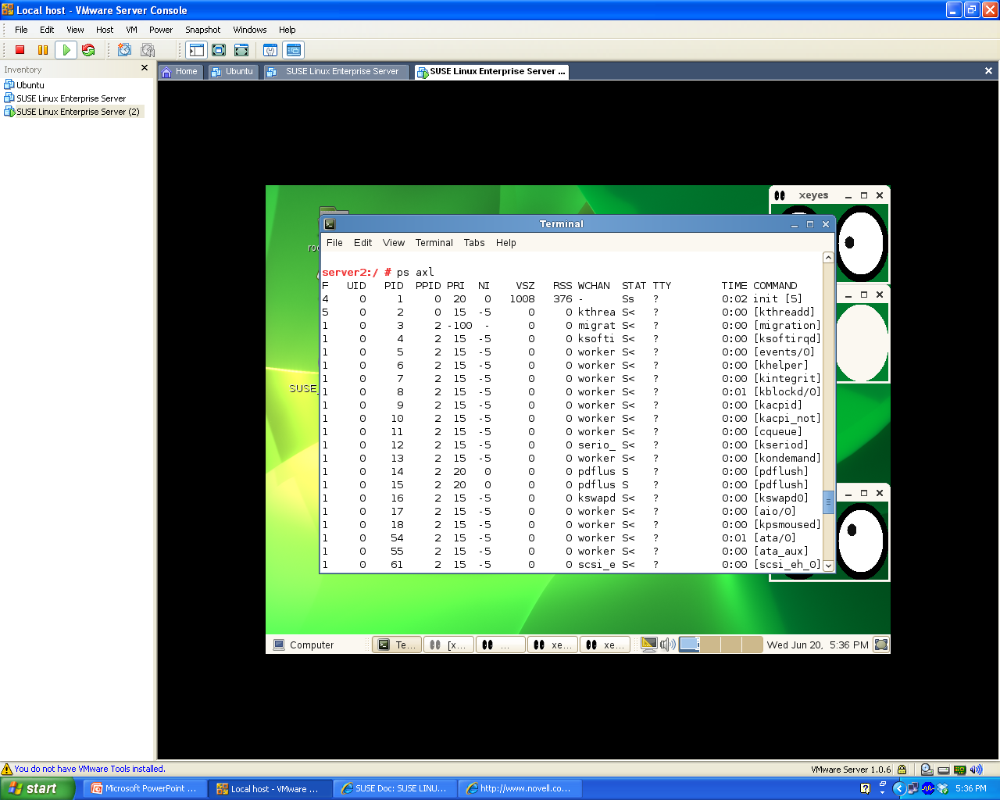 Local host - VMware Server Console
File Edit View Host VM Power Snapshot Windows Help
Inventory
Ubuntu
SUSE Linux Enterprise Server
SUSE Linux Enterprise Server (2)
Home Ubuntu SUSE Linux Enterprise Server SUSE Linux Enterprise Server ...
xeyes
Terminal
File Edit View Terminal Tabs Help
server2:/ # ps axl
F UID PID PPID PRI NI VSZ RSS WCHAN STAT TTY TIME COMMAND
4 0 1 0 20 0 1008 376 - Ss ? 0:02 init [5]
5 0 2 0 15 -5 0 0 kthrea S< ? 0:00 [kthreadd]
1 0 3 2 -100 - 0 0 migrat S< ? 0:00 [migration]
1 0 4 2 15 -5 0 0 ksofti S< ? 0:00 [ksoftirqd]
1 0 5 2 15 -5 0 0 worker S< ? 0:00 [events/0]
1 0 6 2 15 -5 0 0 worker S< ? 0:00 [khelper]
1 0 7 2 15 -5 0 0 worker S< ? 0:00 [kintegrit]
1 0 8 2 15 -5 0 0 worker S< ? 0:01 [kblockd/0]
1 0 9 2 15 -5 0 0 worker S< ? 0:00 [kacpid]
1 0 10 2 15 -5 0 0 worker S< ? 0:00 [kacpi_not]
1 0 11 2 15 -5 0 0 worker S< ? 0:00 [cqueue]
1 0 12 2 15 -5 0 0 serio_ S< ? 0:00 [kseriod]
1 0 13 2 15 -5 0 0 worker S< ? 0:00 [kondemand]
1 0 14 2 20 0 0 0 pdflus S ? 0:00 [pdflush]
1 0 15 2 20 0 0 0 pdflus S ? 0:00 [pdflush]
1 0 16 2 15 -5 0 0 kswapd S< ? 0:00 [kswapd0]
1 0 17 2 15 -5 0 0 worker S< ? 0:00 [aio/0]
1 0 18 2 15 -5 0 0 worker S< ? 0:00 [kpsmoused]
1 0 54 2 15 -5 0 0 worker S< ? 0:01 [ata/0]
1 0 55 2 15 -5 0 0 worker S< ? 0:00 [ata_aux]
1 0 61 2 15 -5 0 0 scsi_e S< ? 0:00 [scsi_eh_0]
SUSE_
Computer Te... [x... ... xe... xe... Wed Jun 20, 5:36 PM
You do not have VMware Tools installed.
VMware Server 1.0.6
start Microsoft PowerPoint ... Local host - VMware ... SUSE Doc: SUSE LINU... http://www.novell.co... 5:36 PM